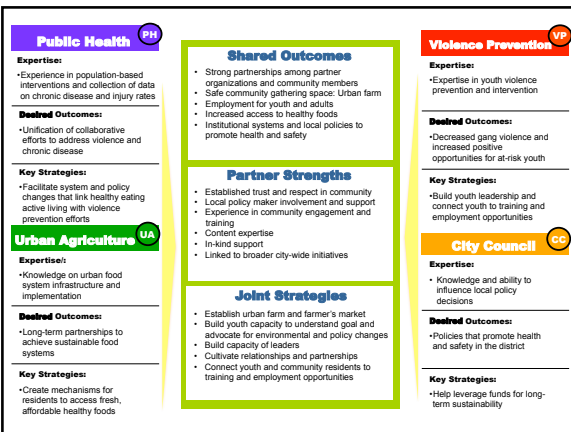 Public Health
PH
Expertise:
•Experience in population-based
interventions and collection of data
on chronic disease and injury rates
Desired Outcomes:
•Unification of collaborative
efforts to address violence and
chronic disease
Key Strategies:
•Facilitate system and policy
changes that link healthy eating
active living with violence
prevention efforts
Urban Agriculture
UA
Expertise/:
•Knowledge on urban food
system infrastructure and
implementation
Desired Outcomes:
•Long-term partnerships to
achieve sustainable food
systems
Key Strategies:
•Create mechanisms for
residents to access fresh,
affordable healthy foods
Shared Outcomes
• Strong partnerships among partner
organizations and community members
• Safe community gathering space: Urban farm
• Employment for youth and adults
• Increased access to healthy foods
• Institutional systems and local policies to
promote health and safety
Partner Strengths
• Established trust and respect in community
• Local policy maker involvement and support
• Experience in community engagement and
training
• Content expertise
• In-kind support
• Linked to broader city-wide initiatives
Joint Strategies
• Establish urban farm and farmer's market
• Build youth capacity to understand goal and
advocate for environmental and policy changes
• Build capacity of leaders
• Cultivate relationships and partnerships
• Connect youth and community residents to
training and employment opportunities
Violence Prevention
VP
Expertise:
•Expertise in youth violence
prevention and intervention
Desired Outcomes:
•Decreased gang violence and
increased positive
opportunities for at-risk youth
Key Strategies:
•Build youth leadership and
connect youth to training and
employment opportunities
City Council
CC
Expertise:
• Knowledge and ability to
influence local policy
decisions
Desired Outcomes:
•Policies that promote health
and safety in the district
Key Strategies:
•Help leverage funds for long-
term sustainability